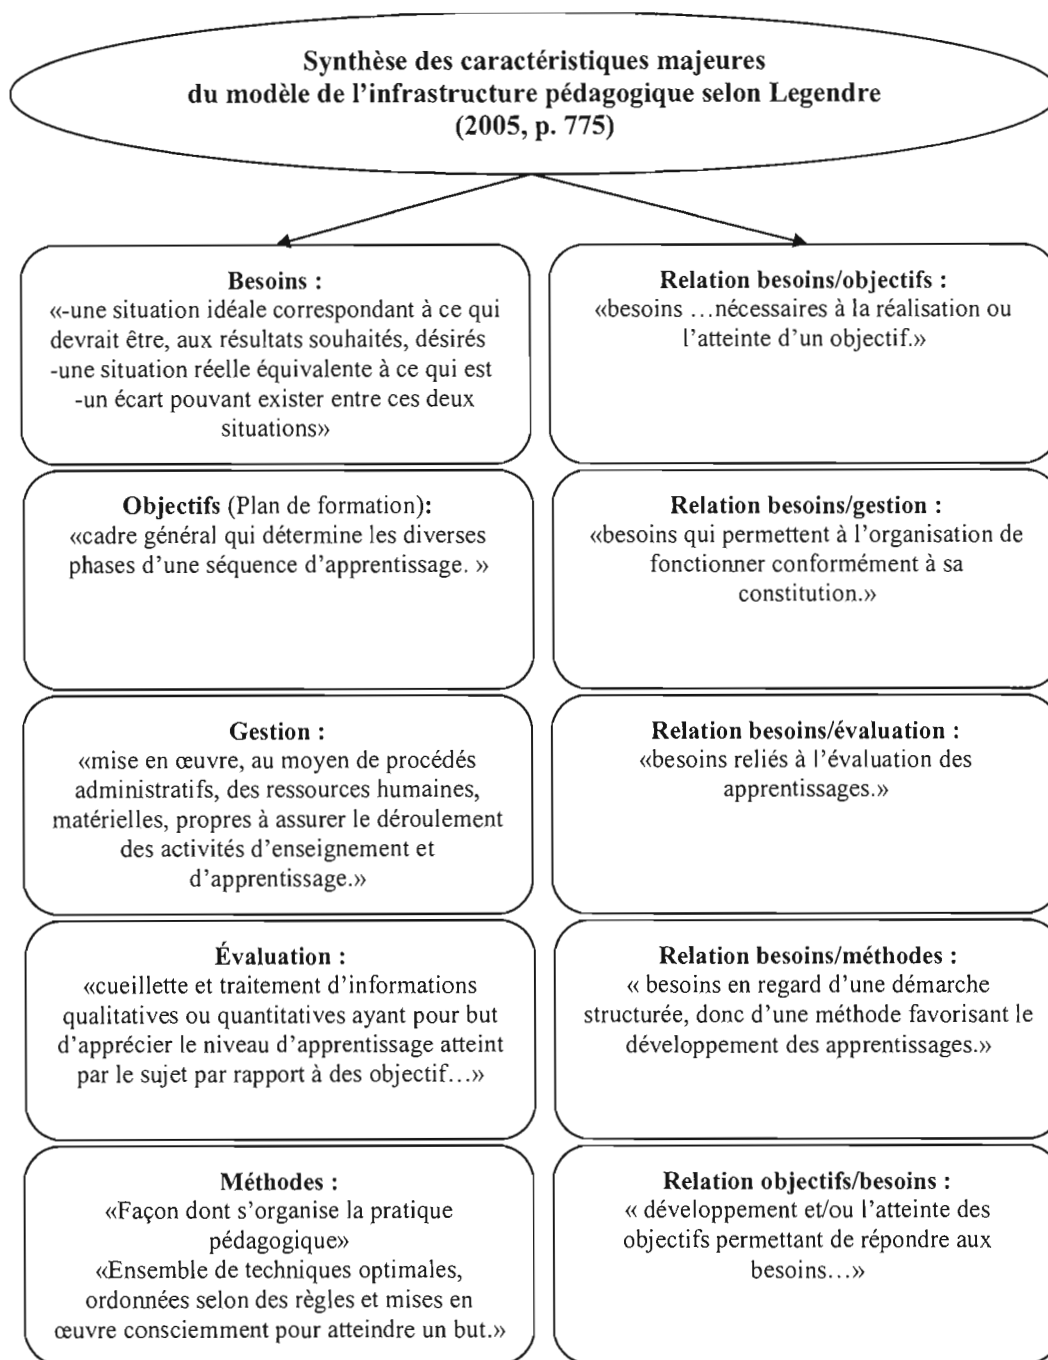 Synthèse des caractéristiques majeures
du modèle de l'infrastructure pédagogique selon Legendre
(2005, p. 775)
Besoins :
«-une situation idéale correspondant à ce qui
devrait être, aux résultats souhaités, désirés
-une situation réelle équivalente à ce qui est
-un écart pouvant exister entre ces deux
situations»
Relation besoins/objectifs :
«besoins …nécessaires à la réalisation ou
l'atteinte d'un objectif.»
Objectifs (Plan de formation):
«cadre général qui détermine les diverses
phases d'une séquence d'apprentissage. »
Relation besoins/gestion :
«besoins qui permettent à l'organisation de
fonctionner conformément à sa
constitution.»
Gestion :
«mise en œuvre, au moyen de procédés
administratifs, des ressources humaines,
matérielles, propres à assurer le déroulement
des activités d'enseignement et
d'apprentissage.»
Relation besoins/évaluation :
«besoins reliés à l'évaluation des
apprentissages.»
Évaluation :
«cueillette et traitement d'informations
qualitatives ou quantitatives ayant pour but
d'apprécier le niveau d'apprentissage atteint
par le sujet par rapport à des objectif…»
Relation besoins/méthodes :
« besoins en regard d'une démarche
structurée, donc d'une méthode favorisant le
développement des apprentissages.»
Méthodes :
«Façon dont s'organise la pratique
pédagogique»
«Ensemble de techniques optimales,
ordonnées selon des règles et mises en
œuvre consciemment pour atteindre un but.»
Relation objectifs/besoins :
« développement et/ou l'atteinte des
objectifs permettant de répondre aux
besoins…»